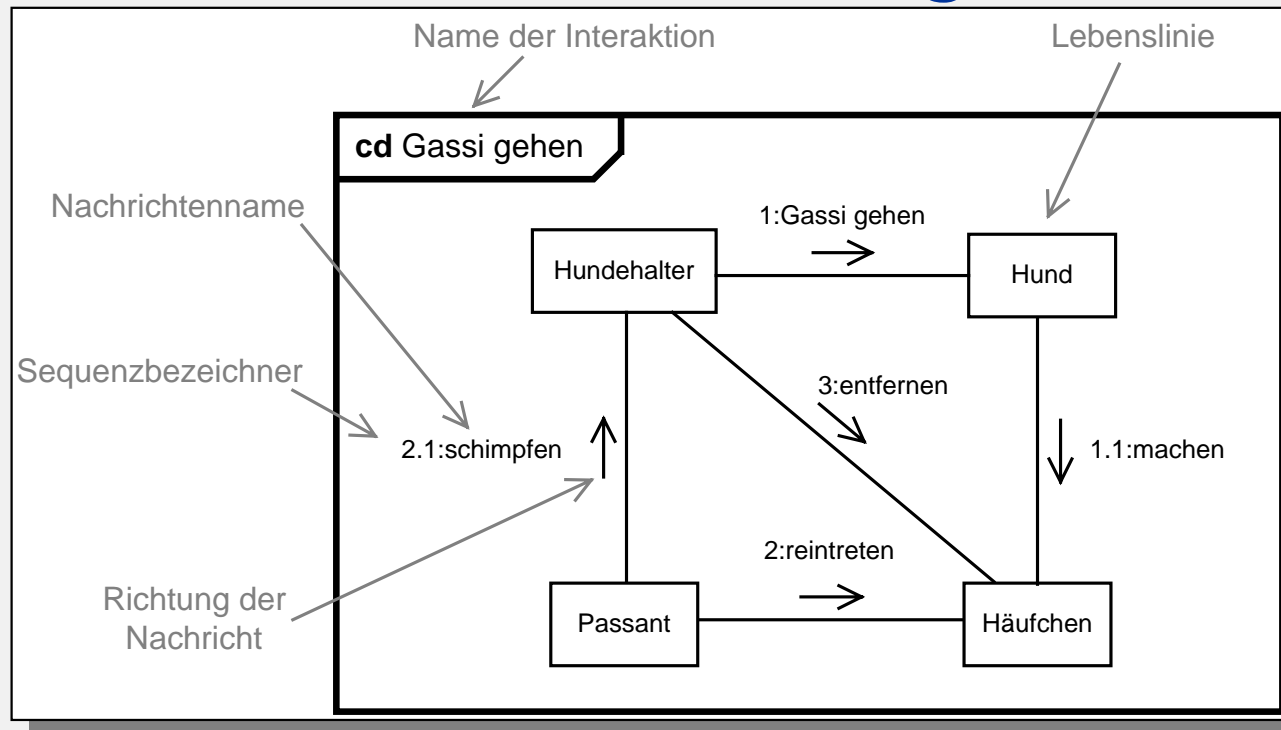 Name der Interaktion
Lebenslinie
cd Gassi gehen
Nachrichtenname
1:Gassi gehen
Hundehalter
Hund
Sequenzbezeichner
3:entfernen
2.1:schimpfen
1.1:machen
2:reintreten
Richtung der
Nachricht
Passant
Häufchen